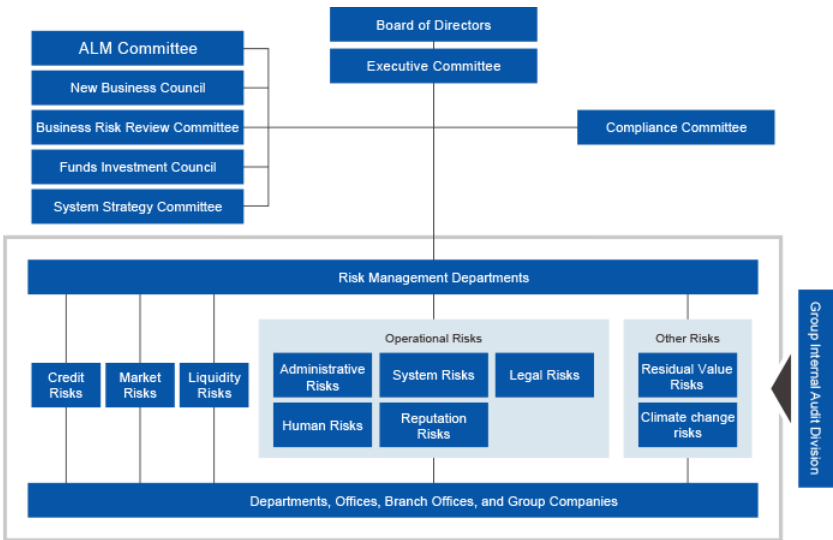 Board of Directors
ALM Committee
Executive Committee
New Business Council
Business Risk Review Committee
Compliance Committee
Funds Investment Council
System Strategy Committee
Risk Management Departments
Operational Risks
Other Risks
Credit
Risks
Market
Risks
Liquidity
Risks
Administrative
Risks
System Risks
Legal Risks
Residual Value
Risks
Human Risks
Reputation
Risks
Climate change
risks
Departments, Offices, Branch Offices, and Group Companies
Group Internal Audit Division